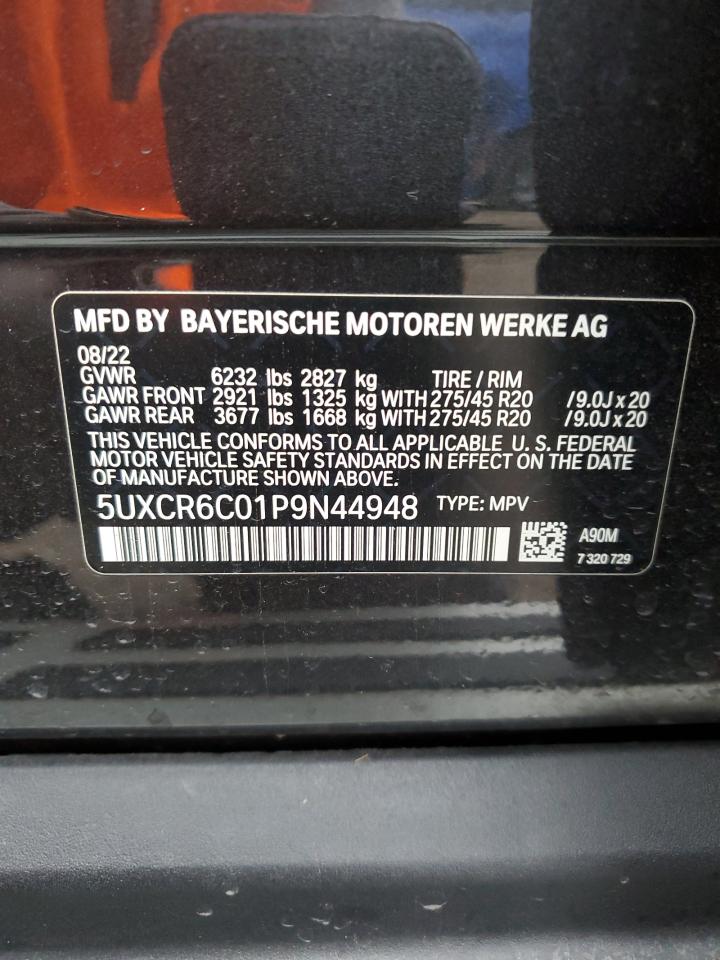 MFD BY BAYERISCHE MOTOREN WERKE AG
08/22
GVWR 6232 lbs 2827 kg TIRE / RIM
GAWR FRONT 2921 lbs 1325 kg WITH 275/45 R20 /9.0J x 20
GAWR REAR 3677 lbs 1668 kg WITH 275/45 R20 /9.0J x 20
THIS VEHICLE CONFORMS TO ALL APPLICABLE U. S. FEDERAL
MOTOR VEHICLE SAFETY STANDARDS IN EFFECT ON THE DATE
OF MANUFACTURE SHOWN ABOVE.
5UXCR6C01P9N44948 TYPE: MPV
A90M
7 320 729